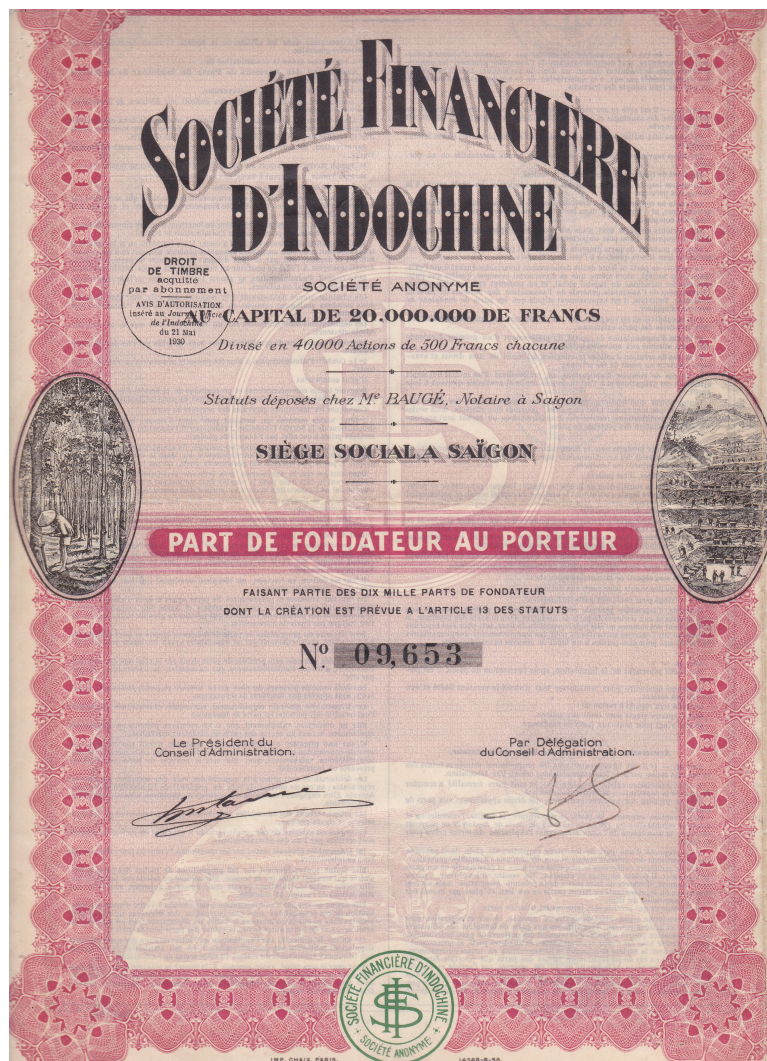 SOCIÉTÉ FINANCIÈRE
D'INDOCHINE
DROIT
DE TIMBRE
acquitté
par abonnement
AVIS D'AUTORISATION
inséré au Journal Officiel
de l'Indochine
du 21 Mai
1930
SOCIÉTÉ ANONYME
AU CAPITAL DE 20.000.000 DE FRANCS
Divisé en 40.000 Actions de 500 Francs chacune
Statuts déposés chez Me BAUGÉ, Notaire à Saïgon
SIÈGE SOCIAL A SAÏGON
PART DE FONDATEUR AU PORTEUR
FAISANT PARTIE DES DIX MILLE PARTS DE FONDATEUR
DONT LA CRÉATION EST PRÉVUE A L'ARTICLE 13 DES STATUTS
No. 09,653
Le Président du
Conseil d'Administration.
Par Délégation
du Conseil d'Administration.
SOCIÉTÉ FINANCIÈRE D'INDOCHINE
SOCIÉTÉ ANONYME
IMP. CHAIX, PARIS.